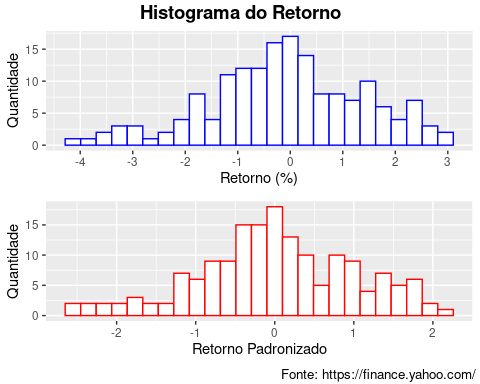 Histograma do Retorno
Quantidade
15
10
5
0
-4 -3 -2 -1 0 1 2 3
Retorno (%)
Quantidade
15
10
5
0
-2 -1 0 1 2
Retorno Padronizado
Fonte: https://finance.yahoo.com/